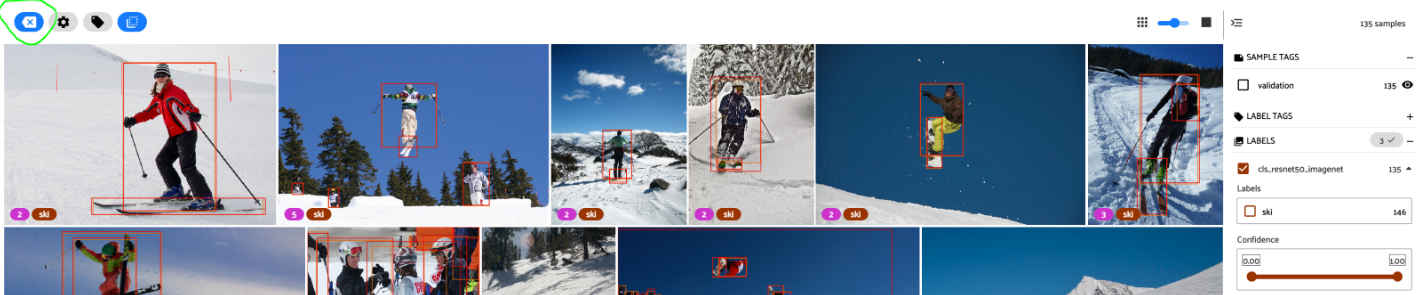 135 samples
SAMPLE TAGS
validation 135
LABEL TAGS
LABELS 3
cls_resnet50_imagenet 135
Labels
ski 146
Confidence
0.00 1.00
2 ski
5 ski
2 ski
2 ski
2 ski
3 ski